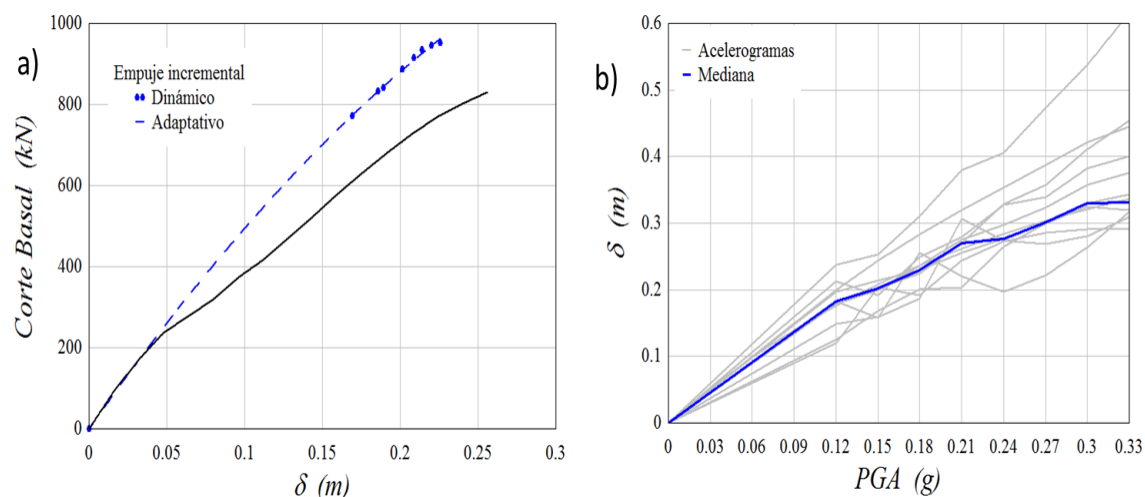 a)
1000
800
600
400
200
0
Corte Basal (kN)
Empuje incremental
Dinámico
Adaptativo
0 0.05 0.1 0.15 0.2 0.25 0.3
δ (m)
b)
0.6
0.5
0.4
0.3
0.2
0.1
0
δ (m)
Acelerogramas
Mediana
0 0.03 0.06 0.09 0.12 0.15 0.18 0.21 0.24 0.27 0.3 0.33
PGA (g)